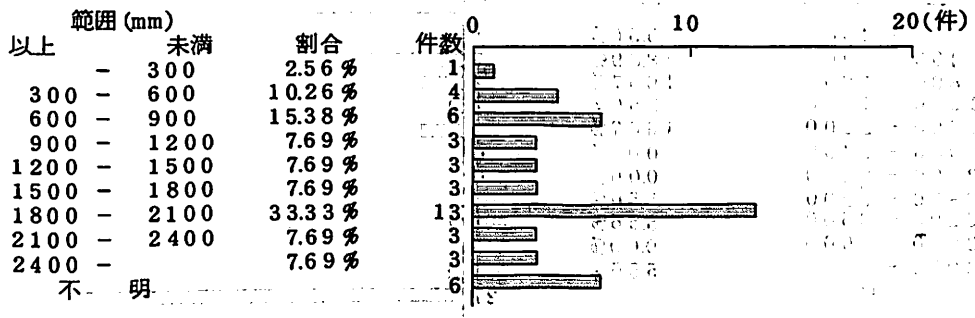 範囲(mm) 0 10 20(件)
以上 未満 割合 件数
- 300 2.56% 1
300 - 600 10.26% 4
600 - 900 15.38% 6
900 - 1200 7.69% 3
1200 - 1500 7.69% 3
1500 - 1800 7.69% 3
1800 - 2100 33.33% 13
2100 - 2400 7.69% 3
2400 - 7.69% 3
不 明 6